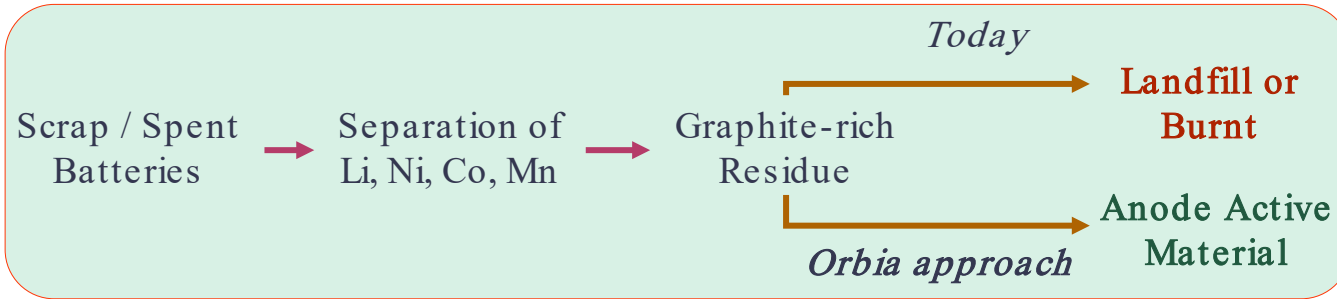 Today
Scrap / Spent
Batteries
Separation of
Li, Ni, Co, Mn
Graphite-rich
Residue
Landfill or
Burnt
Anode Active
Material
Orbia approach